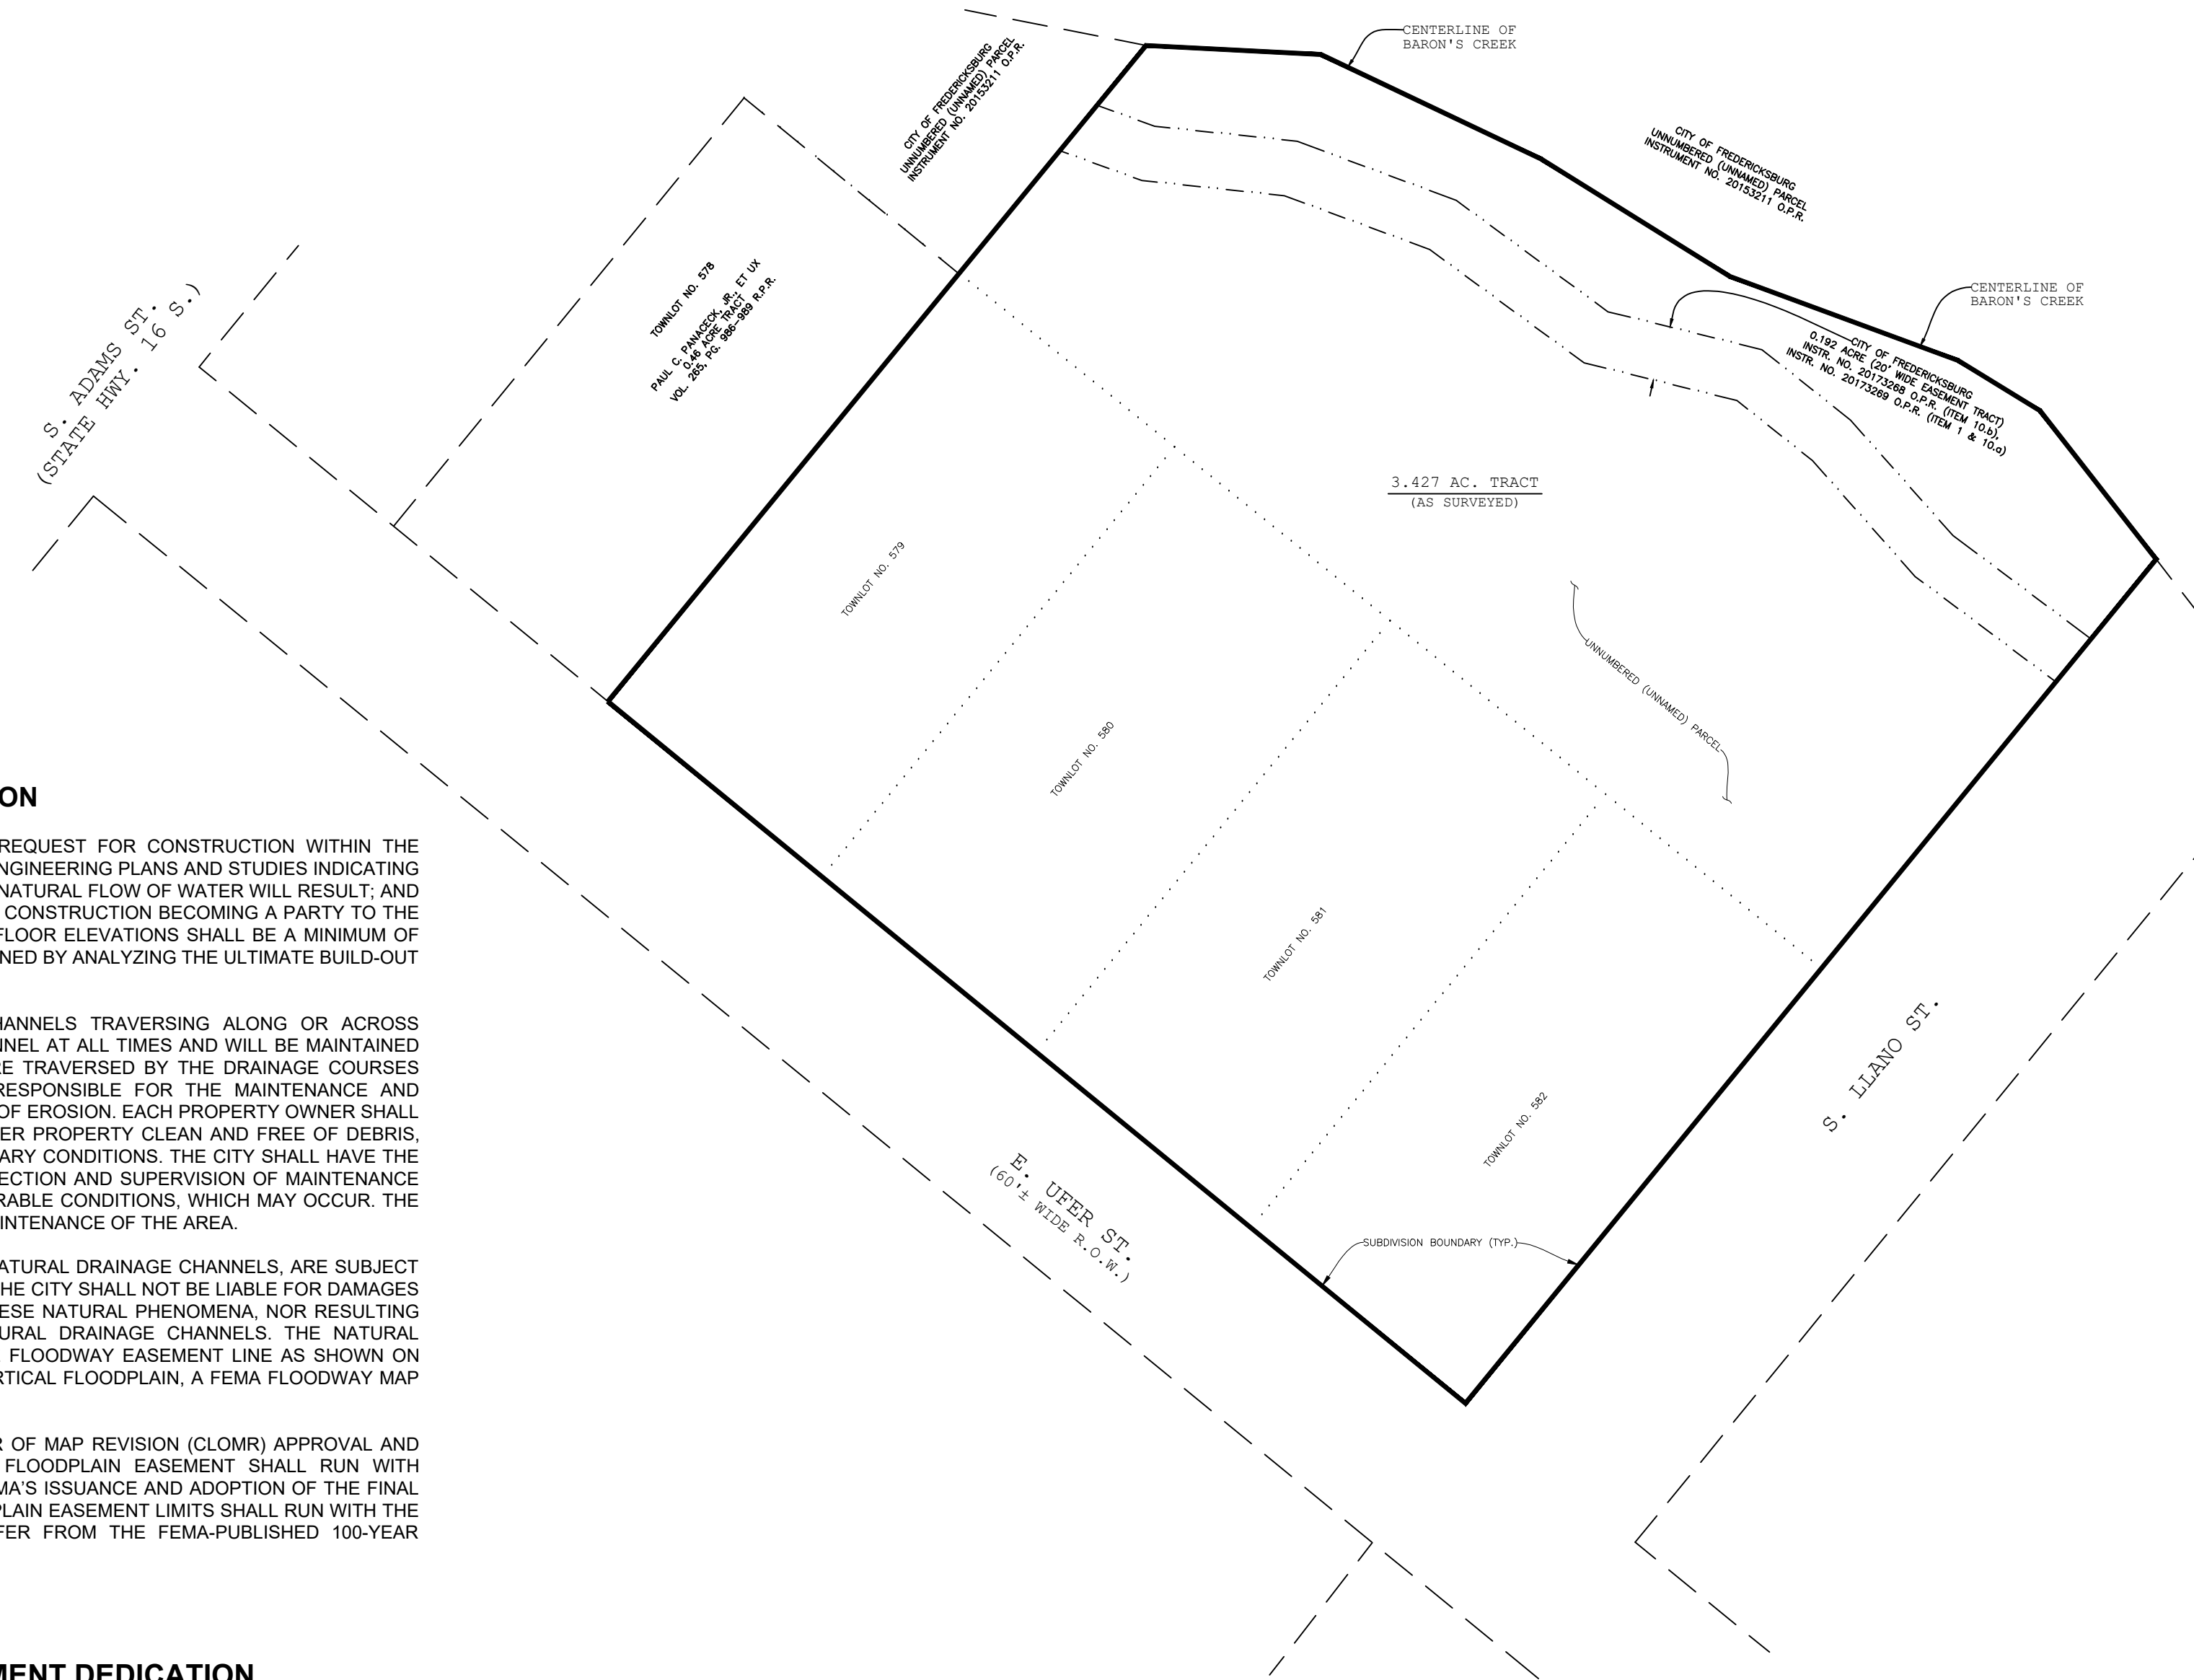 CENTERLINE OF
BARON'S CREEK
CITY OF FREDERICKSBURG
UNNUMBERED (UNNAMED) PARCEL
INSTRUMENT NO. 20153211 O.P.R.
CITY OF FREDERICKSBURG
UNNUMBERED (UNNAMED) PARCEL
INSTRUMENT NO. 20153211 O.P.R.
CENTERLINE OF
BARON'S CREEK
CITY OF FREDERICKSBURG
0.192 ACRE (20' WIDE EASEMENT TRACT)
INSTR. NO. 20173268 O.P.R. (ITEM 10.b),
INSTR. NO. 20173269 O.P.R. (ITEM 1 & 10.a)
TOWNLOT NO. 578
PAUL C. PANACECK, JR., ET UX
0.46 ACRE TRACT
VOL. 265, PG. 986-989 R.P.R.
S. ADAMS ST.
(STATE HWY. 16 S.)
3.427 AC. TRACT
(AS SURVEYED)
TOWNLOT NO. 579
TOWNLOT NO. 580
TOWNLOT NO. 581
TOWNLOT NO. 582
UNNUMBERED (UNNAMED) PARCEL
S. LLANO ST.
E. UFER ST.
(60'± WIDE R.O.W.)
SUBDIVISION BOUNDARY (TYP.)
ON
REQUEST FOR CONSTRUCTION WITHIN THE
NGINEERING PLANS AND STUDIES INDICATING
NATURAL FLOW OF WATER WILL RESULT; AND
CONSTRUCTION BECOMING A PARTY TO THE
FLOOR ELEVATIONS SHALL BE A MINIMUM OF
NED BY ANALYZING THE ULTIMATE BUILD-OUT
HANNELS TRAVERSING ALONG OR ACROSS
NNEL AT ALL TIMES AND WILL BE MAINTAINED
RE TRAVERSED BY THE DRAINAGE COURSES
RESPONSIBLE FOR THE MAINTENANCE AND
OF EROSION. EACH PROPERTY OWNER SHALL
ER PROPERTY CLEAN AND FREE OF DEBRIS,
ARY CONDITIONS. THE CITY SHALL HAVE THE
ECTION AND SUPERVISION OF MAINTENANCE
RABLE CONDITIONS, WHICH MAY OCCUR. THE
INTENANCE OF THE AREA.
ATURAL DRAINAGE CHANNELS, ARE SUBJECT
HE CITY SHALL NOT BE LIABLE FOR DAMAGES
ESE NATURAL PHENOMENA, NOR RESULTING
URAL DRAINAGE CHANNELS. THE NATURAL
FLOODWAY EASEMENT LINE AS SHOWN ON
RTICAL FLOODPLAIN, A FEMA FLOODWAY MAP
R OF MAP REVISION (CLOMR) APPROVAL AND
FLOODPLAIN EASEMENT SHALL RUN WITH
MA'S ISSUANCE AND ADOPTION OF THE FINAL
PLAIN EASEMENT LIMITS SHALL RUN WITH THE
FER FROM THE FEMA-PUBLISHED 100-YEAR
MENT DEDICATION